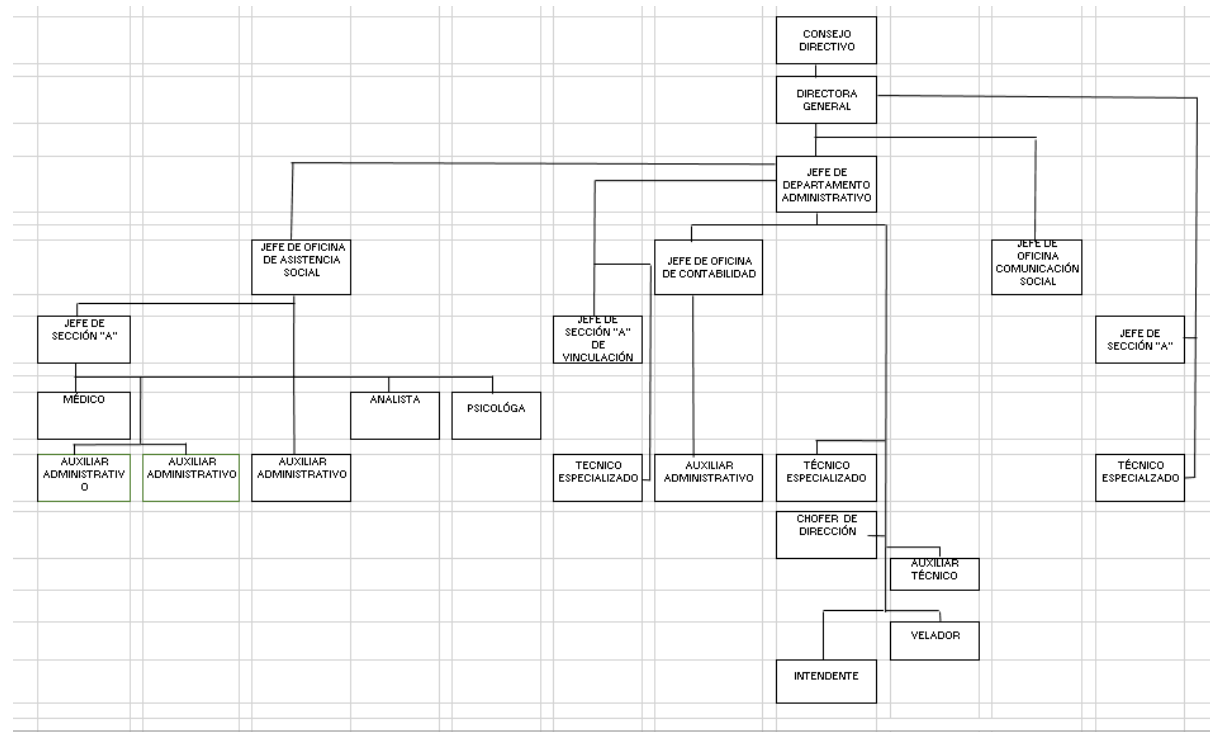 CONSEJO
DIRECTIVO
DIRECTORA
GENERAL
JEFE DE
DEPARTAMENTO
ADMINISTRATIVO
JEFE DE OFICINA
DE ASISTENCIA
SOCIAL
JEFE DE OFICINA
DE CONTABILIDAD
JEFE DE
OFICINA
COMUNICACIÓN
SOCIAL
JEFE DE
SECCIÓN "A"
JEFE DE
SECCIÓN "A"
DE
VINCULACIÓN
JEFE DE
SECCIÓN "A"
MÉDICO
ANALISTA
PSICOLÓGA
AUXILIAR
ADMINISTRATIV
O
AUXILIAR
ADMINISTRATIVO
AUXILIAR
ADMINISTRATIVO
TECNICO
ESPECIALIZADO
AUXILIAR
ADMINISTRATIVO
TÉCNICO
ESPECIALIZADO
TÉCNICO
ESPECIALZADO
CHOFER DE
DIRECCIÓN
AUXILIAR
TÉCNICO
VELADOR
INTENDENTE